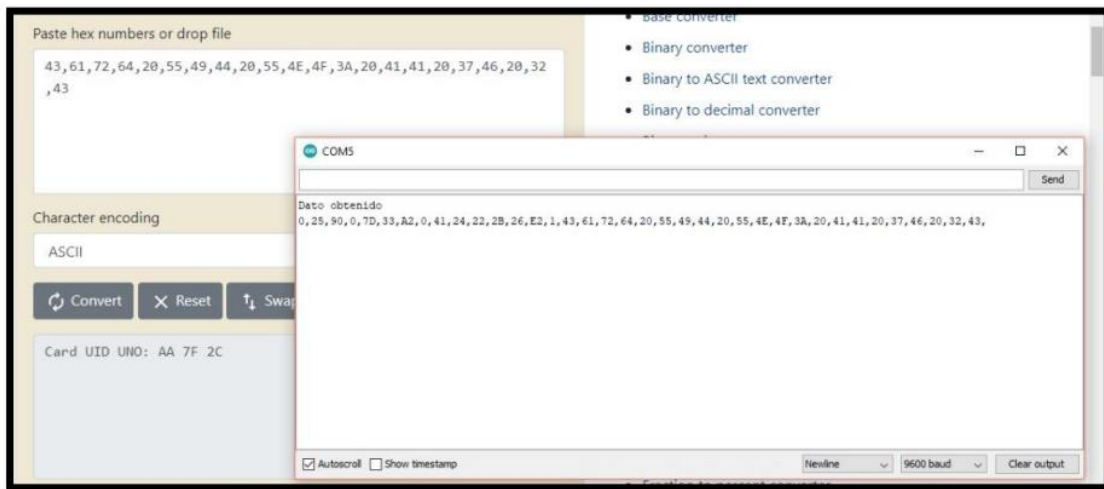 Paste hex numbers or drop file
43,61,72,64,20,55,49,44,20,55,4E,4F,3A,20,41,41,20,37,46,20,32
,43
Character encoding
ASCII
Convert
Reset
Swap
Card UID UNO: AA 7F 2C
Base converter
Binary converter
Binary to ASCII text converter
Binary to decimal converter
COM5
Send
Dato obtenido
0,25,90,0,7D,33,A2,0,41,24,22,2B,26,E2,1,43,61,72,64,20,55,49,44,20,55,4E,4F,3A,20,41,41,20,37,46,20,32,43,
Autoscroll
Show timestamp
Newline
9600 baud
Clear output
Fraction to percent converter